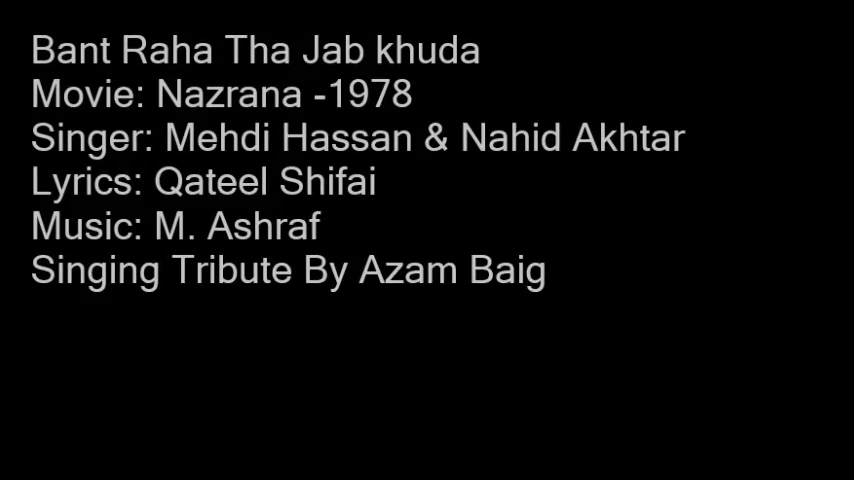 Bant Raha Tha Jab khuda
Movie: Nazrana -1978
Singer: Mehdi Hassan & Nahid Akhtar
Lyrics: Qateel Shifai
Music: M. Ashraf
Singing Tribute By Azam Baig